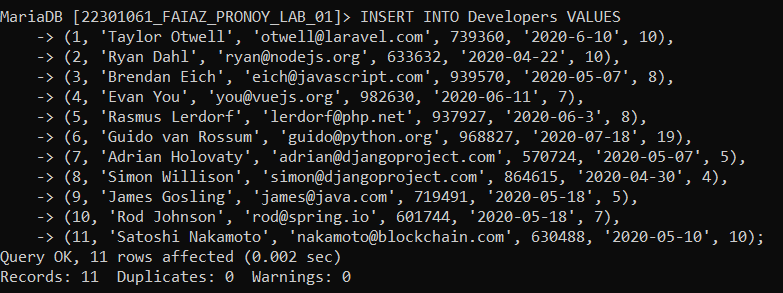 MariaDB [22301061_FAIAZ_PRONOY_LAB_01]> INSERT INTO Developers VALUES
-> (1, 'Taylor Otwell', 'otwell@laravel.com', 739360, '2020-6-10', 10),
-> (2, 'Ryan Dahl', 'ryan@nodejs.org', 633632, '2020-04-22', 10),
-> (3, 'Brendan Eich', 'eich@javascript.com', 939570, '2020-05-07', 8),
-> (4, 'Evan You', 'you@vuejs.org', 982630, '2020-06-11', 7),
-> (5, 'Rasmus Lerdorf', 'lerdorf@php.net', 937927, '2020-06-3', 8),
-> (6, 'Guido van Rossum', 'guido@python.org', 968827, '2020-07-18', 19),
-> (7, 'Adrian Holovaty', 'adrian@djangoproject.com', 570724, '2020-05-07', 5),
-> (8, 'Simon Willison', 'simon@djangoproject.com', 864615, '2020-04-30', 4),
-> (9, 'James Gosling', 'james@java.com', 719491, '2020-05-18', 5),
-> (10, 'Rod Johnson', 'rod@spring.io', 601744, '2020-05-18', 7),
-> (11, 'Satoshi Nakamoto', 'nakamoto@blockchain.com', 630488, '2020-05-10', 10);
Query OK, 11 rows affected (0.002 sec)
Records: 11  Duplicates: 0  Warnings: 0